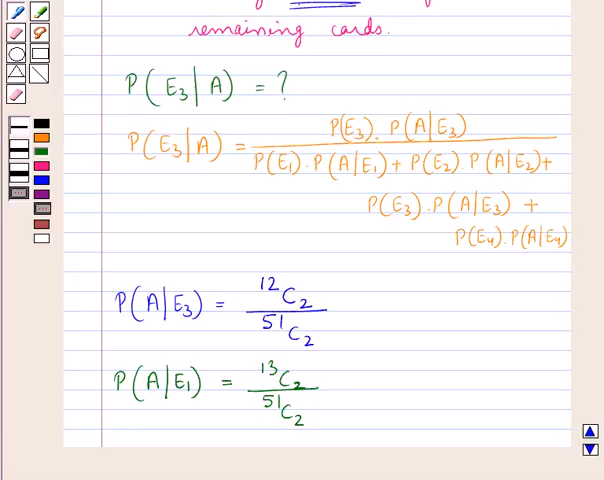 remaining cards.
P(E₃|A) = ?
P(E₃|A) = P(E₃).P(A|E₃) / P(E₁).P(A|E₁)+ P(E₂).P(A|E₂)+
P(E₃).P(A|E₃) +
P(E₄).P(A|E₄)
P(A|E₃) = ¹²C₂ / ⁵¹C₂
P(A|E₁) = ¹³C₂ / ⁵¹C₂